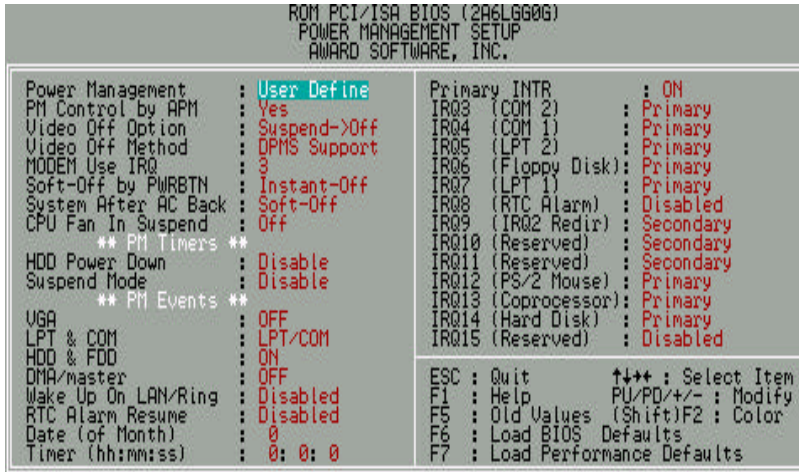 ROM PCI/ISA BIOS (2A6LGG0G)
POWER MANAGEMENT SETUP
AWARD SOFTWARE, INC.
Power Management : User Define
PM Control by APM : Yes
Video Off Option : Suspend->Off
Video Off Method : DPMS Support
MODEM Use IRQ : 3
Soft-Off by PWRBTN : Instant-Off
System After AC Back : Soft-Off
CPU Fan In Suspend : Off
** PM Timers **
HDD Power Down : Disable
Suspend Mode : Disable
** PM Events **
VGA : OFF
LPT & COM : LPT/COM
HDD & FDD : ON
DMA/master : OFF
Wake Up On LAN/Ring : Disabled
RTC Alarm Resume : Disabled
Date (of Month) : 0
Timer (hh:mm:ss) : 0: 0: 0
Primary INTR : ON
IRQ3 (COM 2) : Primary
IRQ4 (COM 1) : Primary
IRQ5 (LPT 2) : Primary
IRQ6 (Floppy Disk): Primary
IRQ7 (LPT 1) : Primary
IRQ8 (RTC Alarm) : Disabled
IRQ9 (IRQ2 Redir) : Secondary
IRQ10 (Reserved) : Secondary
IRQ11 (Reserved) : Secondary
IRQ12 (PS/2 Mouse) : Primary
IRQ13 (Coprocessor): Primary
IRQ14 (Hard Disk) : Primary
IRQ15 (Reserved) : Disabled
ESC : Quit ↑↓→← : Select Item
F1 : Help PU/PD/+/- : Modify
F5 : Old Values (Shift)F2 : Color
F6 : Load BIOS Defaults
F7 : Load Performance Defaults